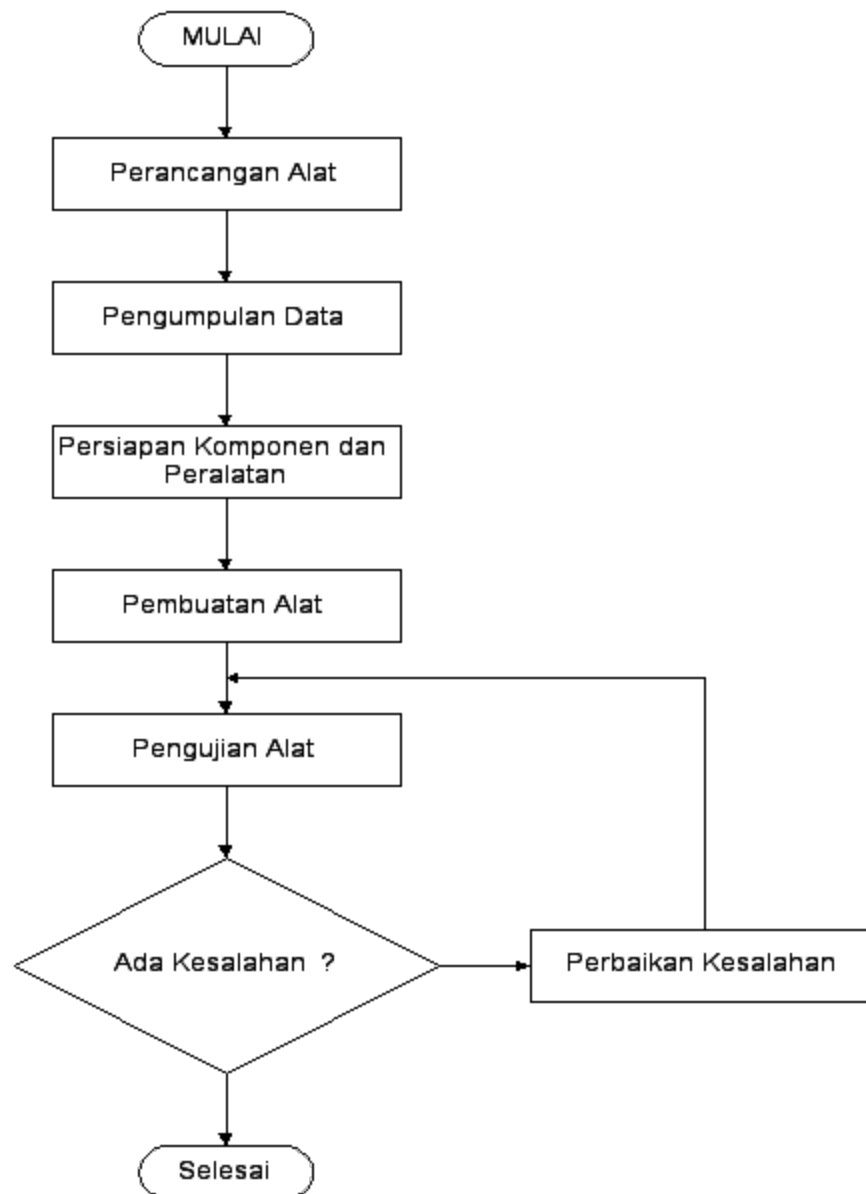 MULAI
Perancangan Alat
Pengumpulan Data
Persiapan Komponen dan
Peralatan
Pembuatan Alat
Pengujian Alat
Ada Kesalahan ?
Perbaikan Kesalahan
Selesai